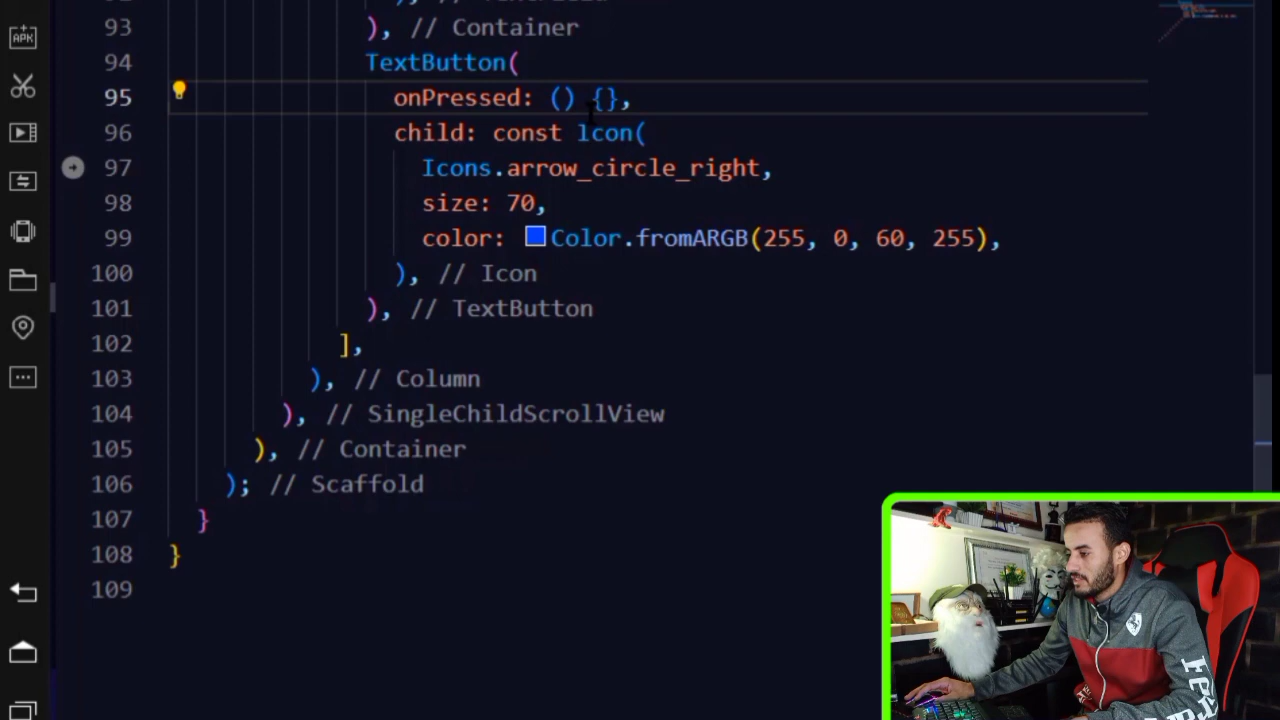 APK
93 ), // Container
94 TextButton(
95 onPressed: () {},
96 child: const Icon(
97 Icons.arrow_circle_right,
98 size: 70,
99 color: Color.fromARGB(255, 0, 60, 255),
100 ), // Icon
101 ), // TextButton
102 ],
103 ), // Column
104 ), // SingleChildScrollView
105 ), // Container
106 ); // Scaffold
107 }
108 }
109